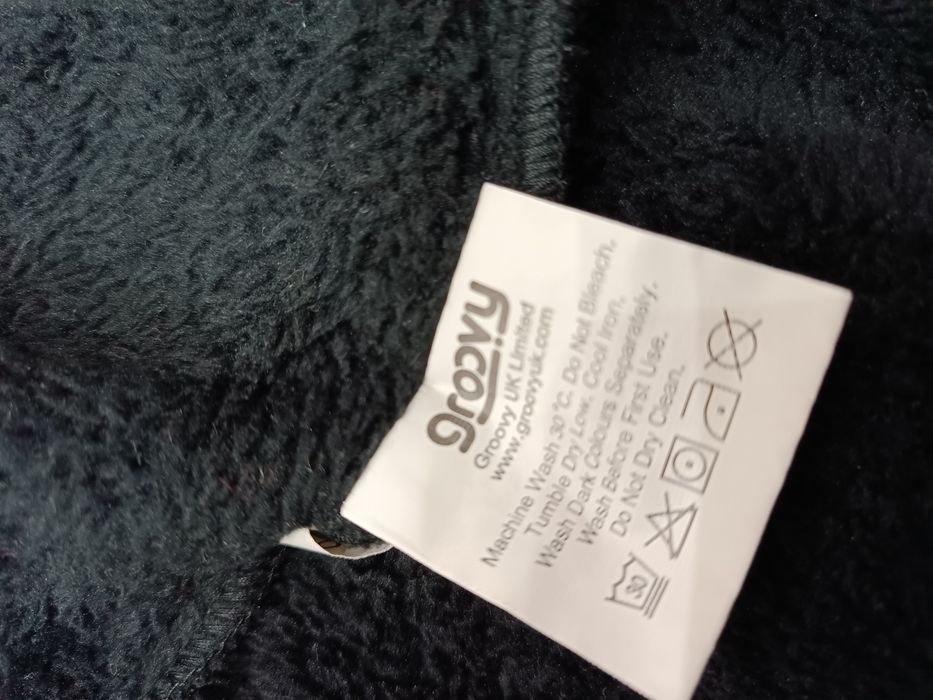 groovy
Groovy UK Limited
www.groovyuk.com
Machine Wash 30°C. Do Not Bleach.
Tumble Dry Low. Cool Iron.
Wash Dark Colours Separately.
Wash Before First Use.
Do Not Dry Clean.
30